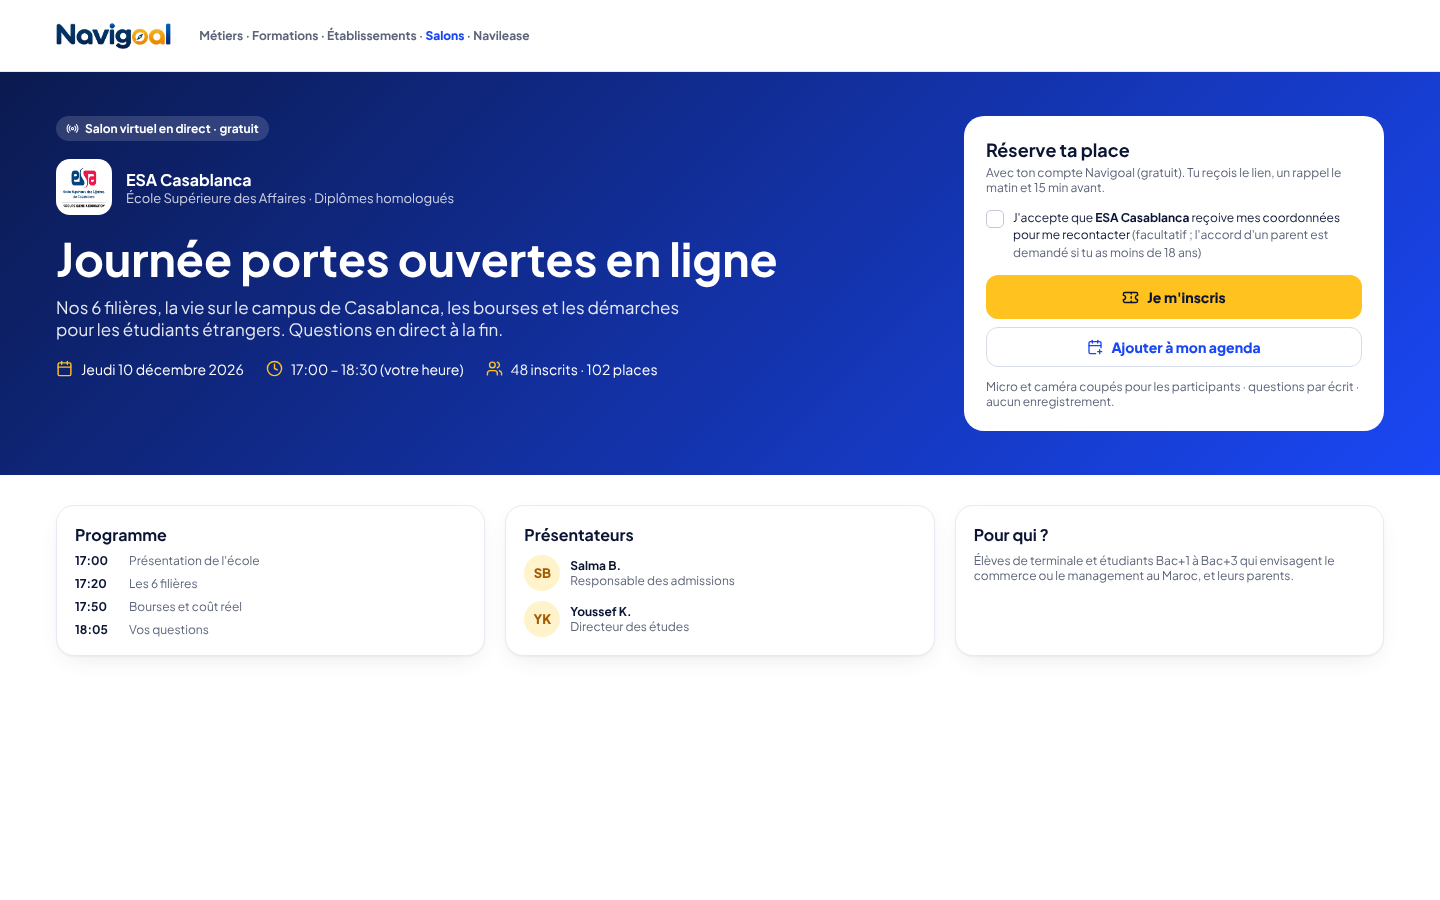 Navigoal
Métiers · Formations · Établissements · Salons · Navilease
Salon virtuel en direct · gratuit
esa
ESA Casablanca
École Supérieure des Affaires · Diplômes homologués
Journée portes ouvertes en ligne
Nos 6 filières, la vie sur le campus de Casablanca, les bourses et les démarches
pour les étudiants étrangers. Questions en direct à la fin.
Jeudi 10 décembre 2026
17:00 – 18:30 (votre heure)
48 inscrits · 102 places
Réserve ta place
Avec ton compte Navigoal (gratuit). Tu reçois le lien, un rappel le
matin et 15 min avant.
J'accepte que ESA Casablanca reçoive mes coordonnées
pour me recontacter (facultatif ; l'accord d'un parent est
demandé si tu as moins de 18 ans)
Je m'inscris
Ajouter à mon agenda
Micro et caméra coupés pour les participants · questions par écrit ·
aucun enregistrement.
Programme
17:00 Présentation de l'école
17:20 Les 6 filières
17:50 Bourses et coût réel
18:05 Vos questions
Présentateurs
SB
Salma B.
Responsable des admissions
YK
Youssef K.
Directeur des études
Pour qui ?
Élèves de terminale et étudiants Bac+1 à Bac+3 qui envisagent le
commerce ou le management au Maroc, et leurs parents.